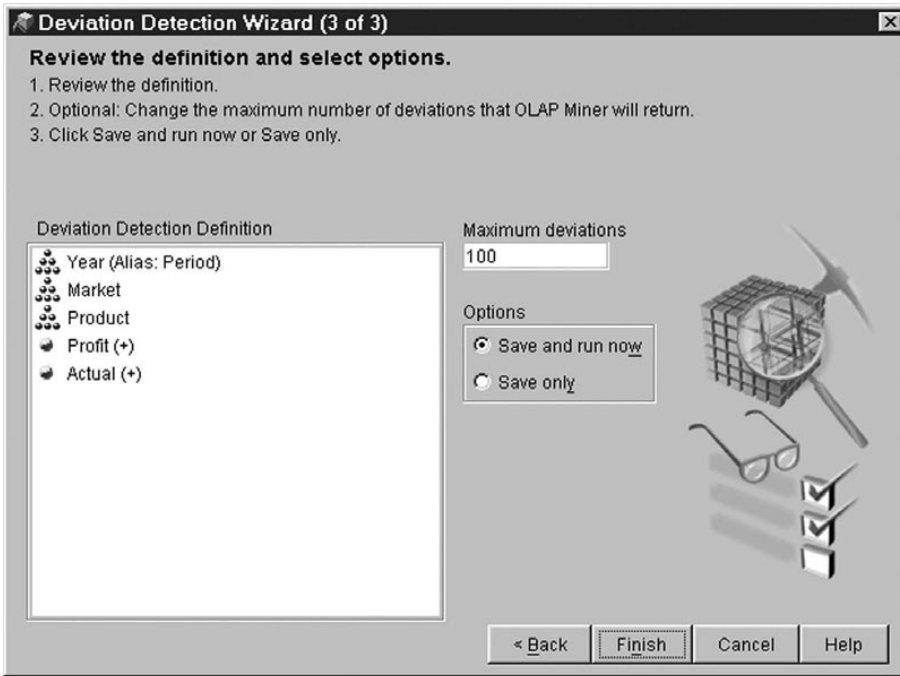 Deviation Detection Wizard (3 of 3)
Review the definition and select options.
1. Review the definition.
2. Optional: Change the maximum number of deviations that OLAP Miner will return.
3. Click Save and run now or Save only.
Deviation Detection Definition
Year (Alias: Period)
Market
Product
Profit (+)
Actual (+)
Maximum deviations
100
Options
Save and run now
Save only
< Back
Finish
Cancel
Help